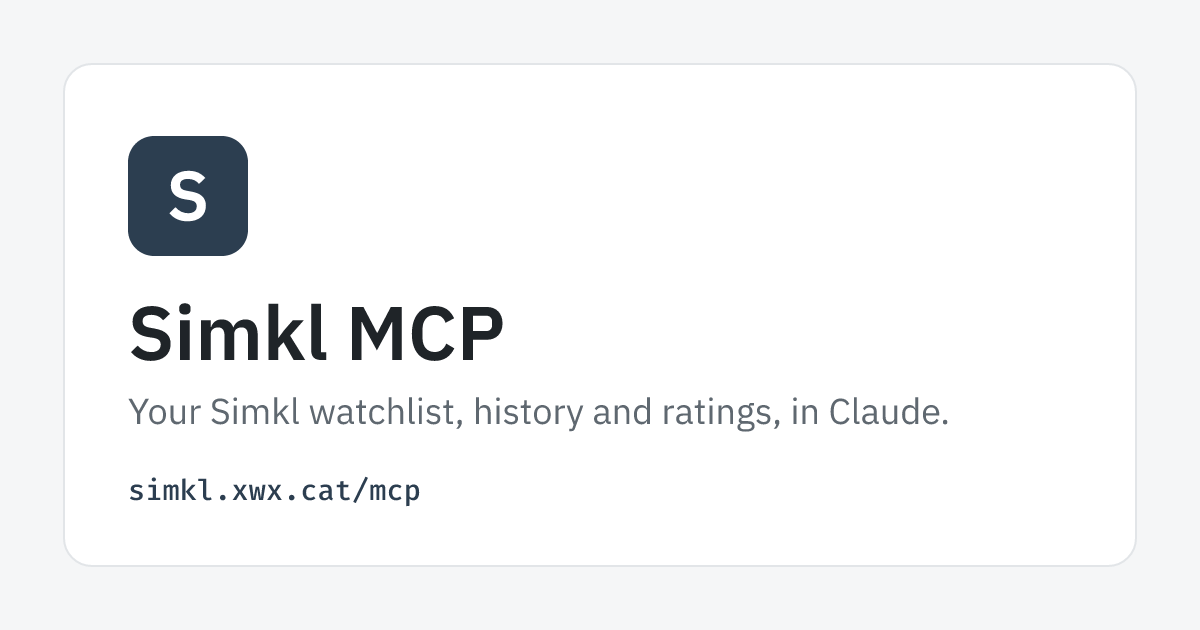 S
Simkl MCP
Your Simkl watchlist, history and ratings, in Claude.
simkl.xwx.cat/mcp